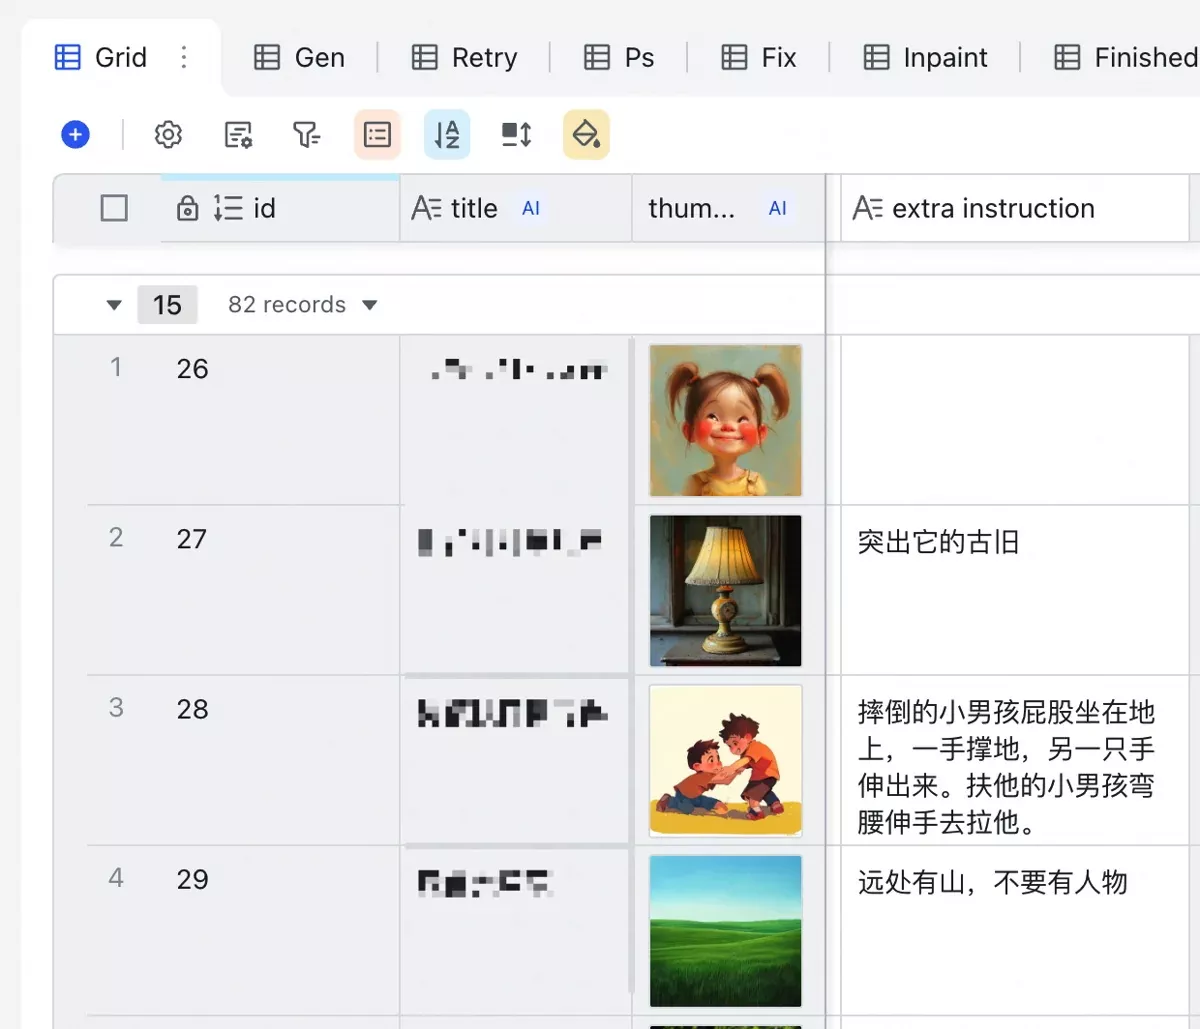 Grid
Gen
Retry
Ps
Fix
Inpaint
Finished
id
title AI
thum... AI
extra instruction
15 82 records
1 26
2 27
突出它的古旧
3 28
摔倒的小男孩屁股坐在地
上，一手撑地，另一只手
伸出来。扶他的小男孩弯
腰伸手去拉他。
4 29
远处有山，不要有人物